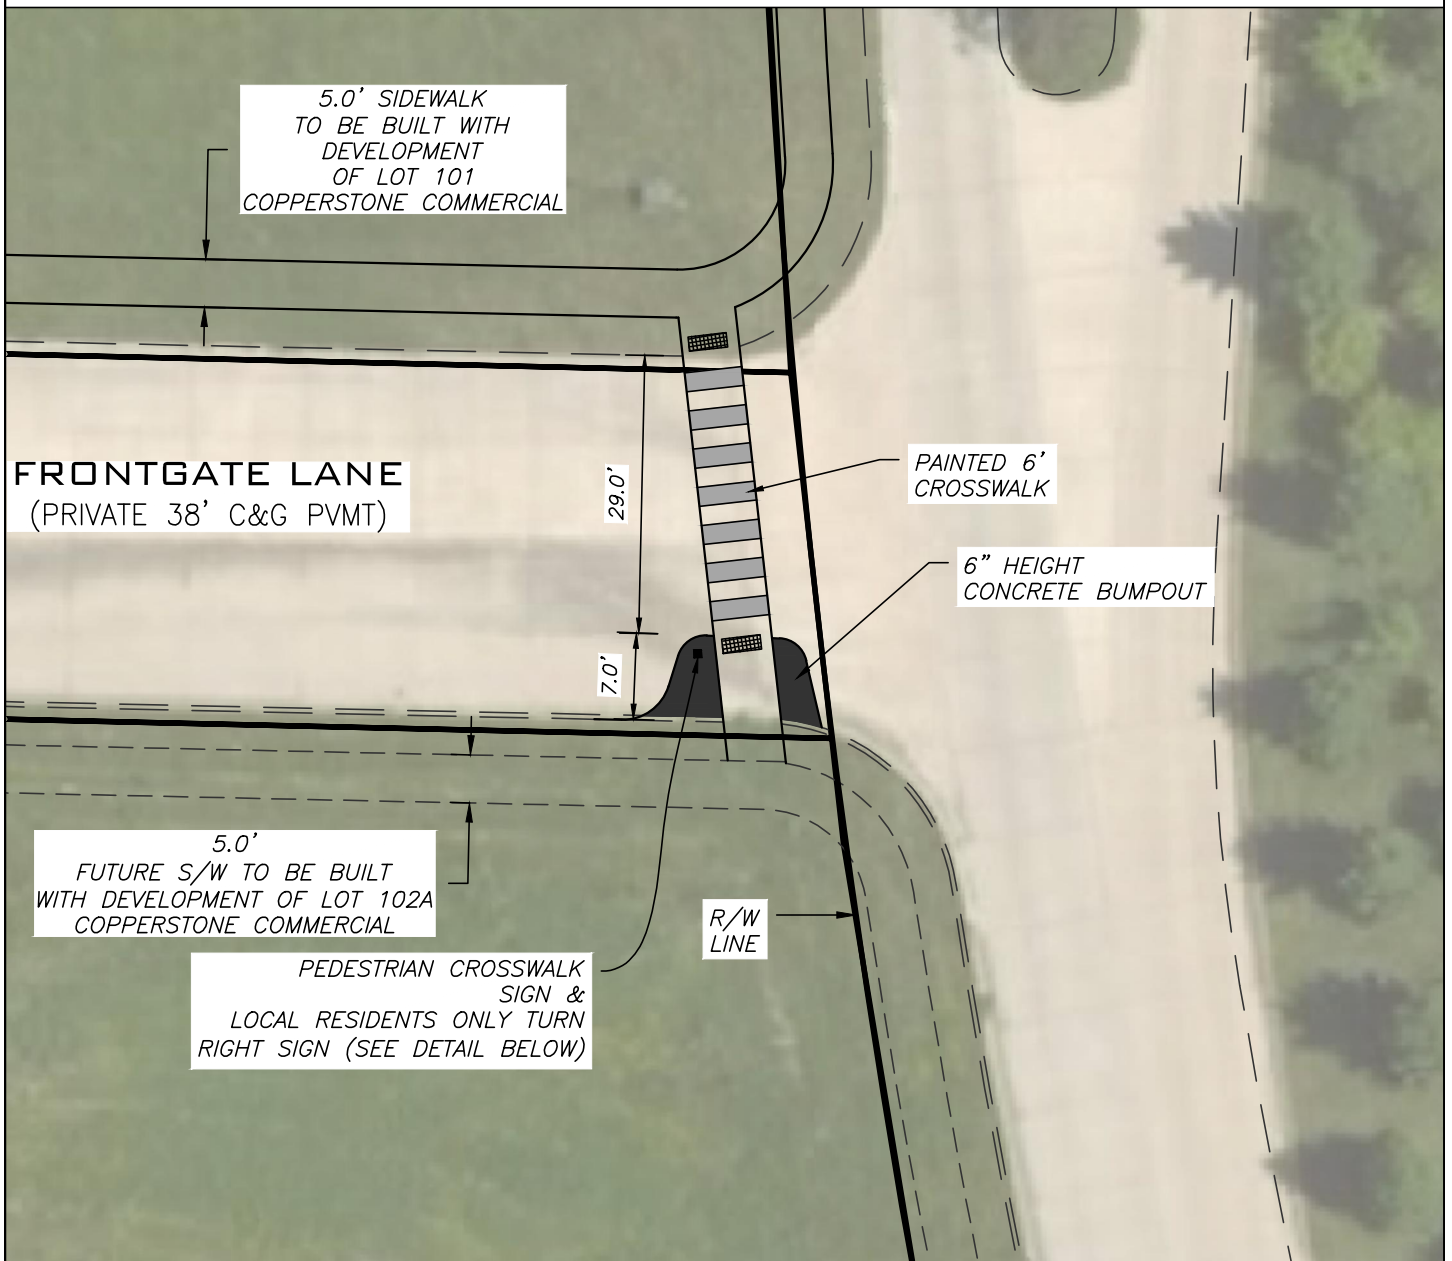 5.0' SIDEWALK
TO BE BUILT WITH
DEVELOPMENT
OF LOT 101
COPPERSTONE COMMERCIAL
FRONTGATE LANE
(PRIVATE 38' C&G PVMT)
29.0'
PAINTED 6'
CROSSWALK
6" HEIGHT
CONCRETE BUMPOUT
7.0'
5.0'
FUTURE S/W TO BE BUILT
WITH DEVELOPMENT OF LOT 102A
COPPERSTONE COMMERCIAL
R/W
LINE
PEDESTRIAN CROSSWALK
SIGN &
LOCAL RESIDENTS ONLY TURN
RIGHT SIGN (SEE DETAIL BELOW)